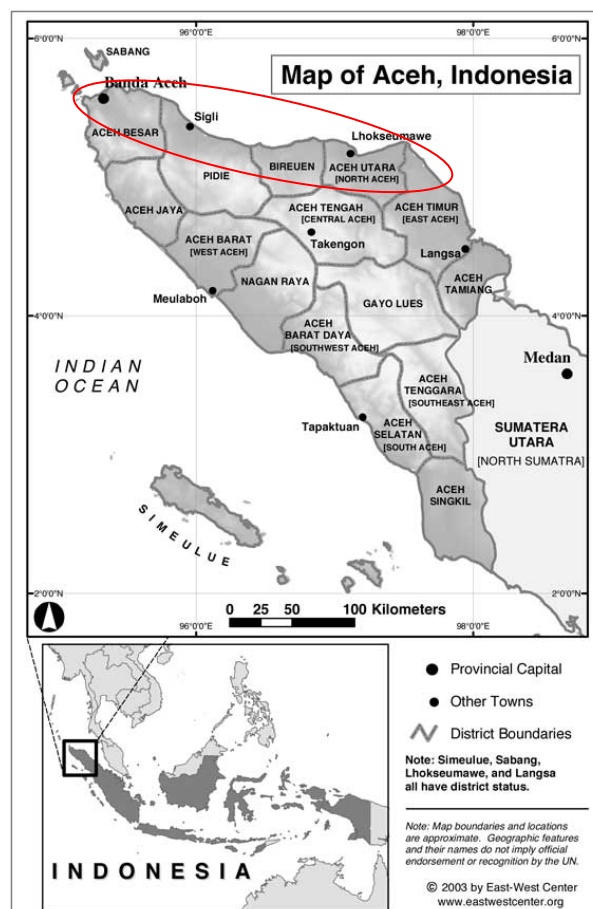 6°0'0"N
96°0'0"E
98°0'0"E
SABANG
Banda Aceh
Map of Aceh, Indonesia
Sigli
Lhokseumawe
ACEH BESAR
PIDIE
BIREUEN
ACEH UTARA
[NORTH ACEH]
ACEH JAYA
ACEH TENGAH
[CENTRAL ACEH]
ACEH TIMUR
[EAST ACEH]
ACEH BARAT
[WEST ACEH]
Takengon
Langsa
NAGAN RAYA
ACEH
TAMIANG
Meulaboh
GAYO LUES
4°0'0"N
4°0'0"N
ACEH
BARAT DAYA
[SOUTHWEST ACEH]
INDIAN
OCEAN
Medan
ACEH
TENGGARA
[SOUTHEAST ACEH]
Tapaktuan
ACEH
SELATAN
[SOUTH ACEH]
SUMATERA
UTARA
[NORTH SUMATRA]
ACEH
SINGKIL
SIMEULUE
2°0'0"N
2°0'0"N
0 25 50 100 Kilometers
96°0'0"E
98°0'0"E
Provincial Capital
Other Towns
District Boundaries
Note: Simeulue, Sabang,
Lhokseumawe, and Langsa
all have district status.
Note: Map boundaries and locations
are approximate. Geographic features
and their names do not imply official
endorsement or recognition by the UN.
INDONESIA
© 2003 by East-West Center
www.eastwestcenter.org